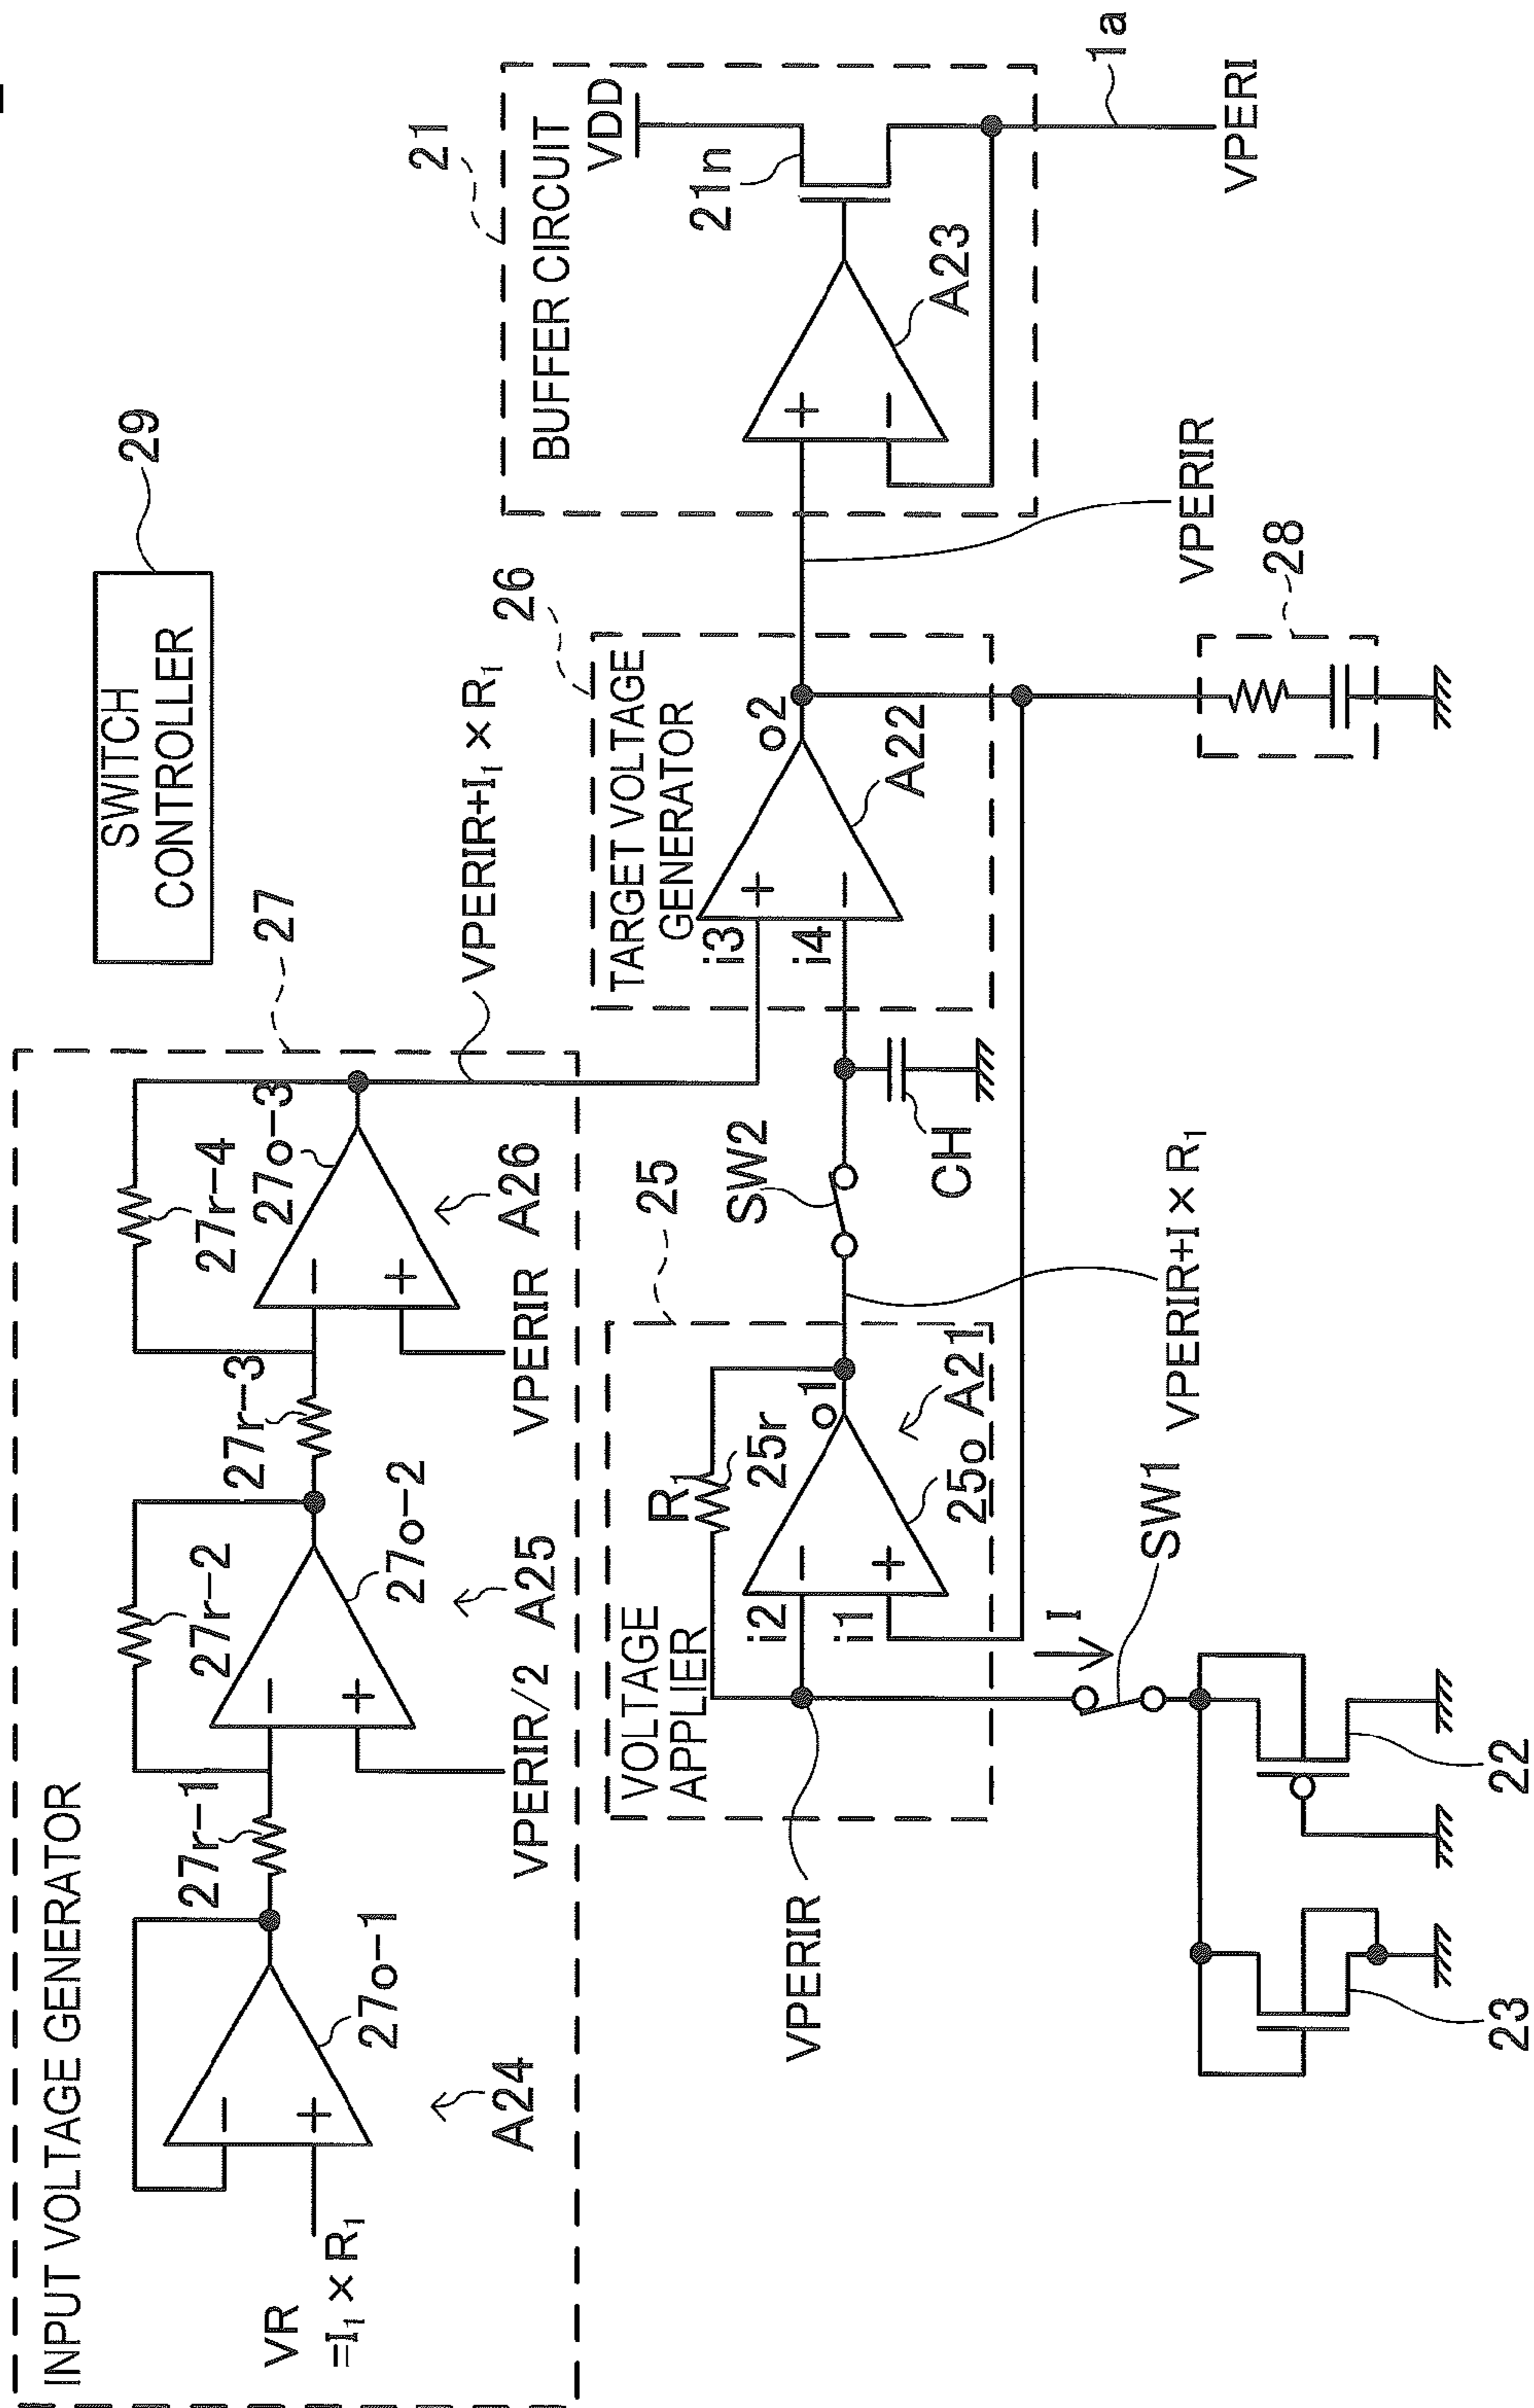 INPUT VOLTAGE GENERATOR
27
SWITCH
CONTROLLER
29
VR
=I₁ × R₁
27o-1
A24
27r-1
27r-2
27o-2
A25
VPERIR/2
27r-3
27r-4
27o-3
A26
VPERIR
VPERIR+I₁ × R₁
VOLTAGE
APPLIER
25
R₁
25r
i2
i1
o1
25o
A21
VPERIR
SW2
CH
VPERIR+I × R₁
TARGET VOLTAGE
GENERATOR
26
i3
i4
o2
A22
28
VPERIR
BUFFER CIRCUIT
21
VDD
21n
A23
1a
VPERI
I
SW1
22
23